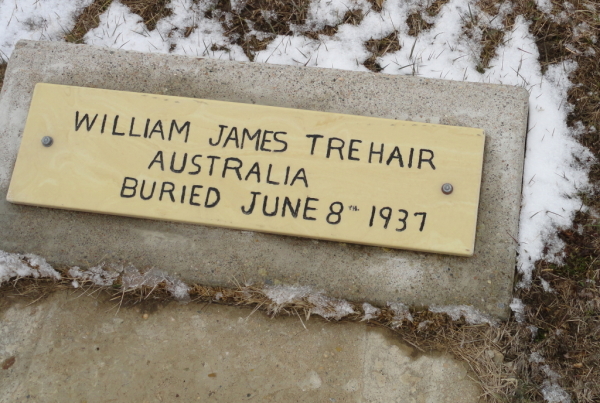 WILLIAM JAMES TREHAIR
AUSTRALIA
BURIED JUNE 8TH 1937